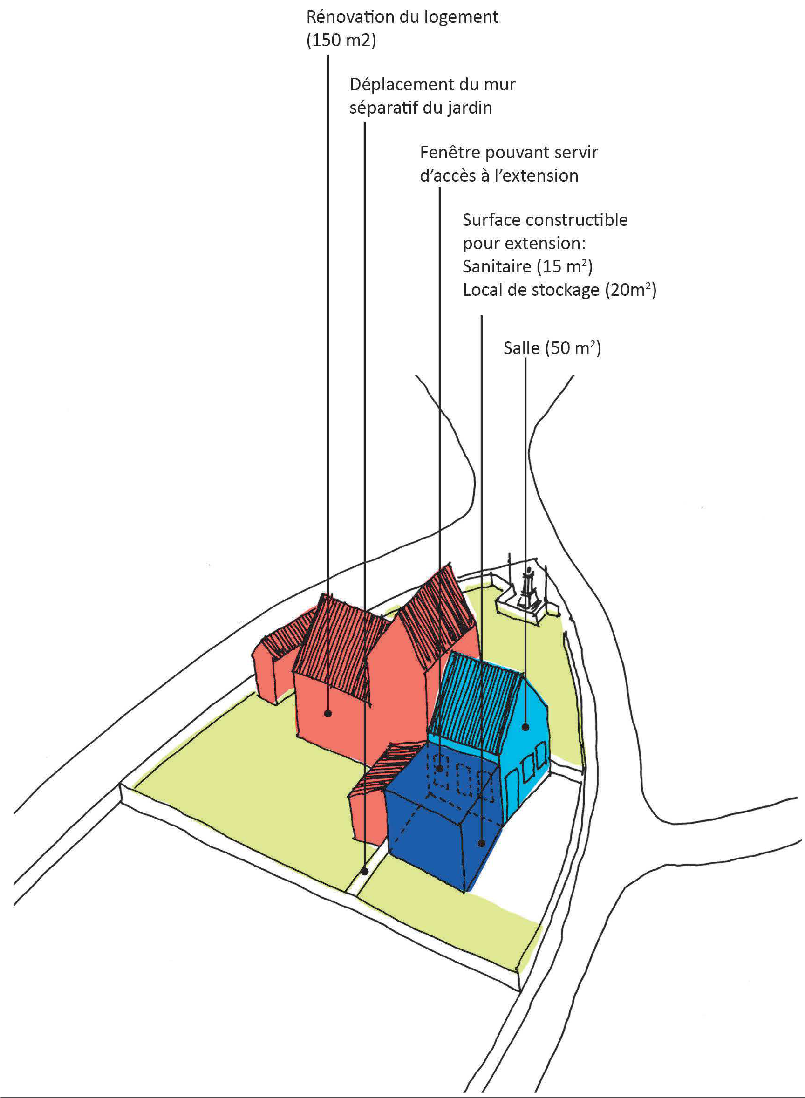 Rénovation du logement
(150 m2)
Déplacement du mur
séparatif du jardin
Fenêtre pouvant servir
d'accès à l'extension
Surface constructible
pour extension:
Sanitaire (15 m²)
Local de stockage (20m²)
Salle (50 m²)